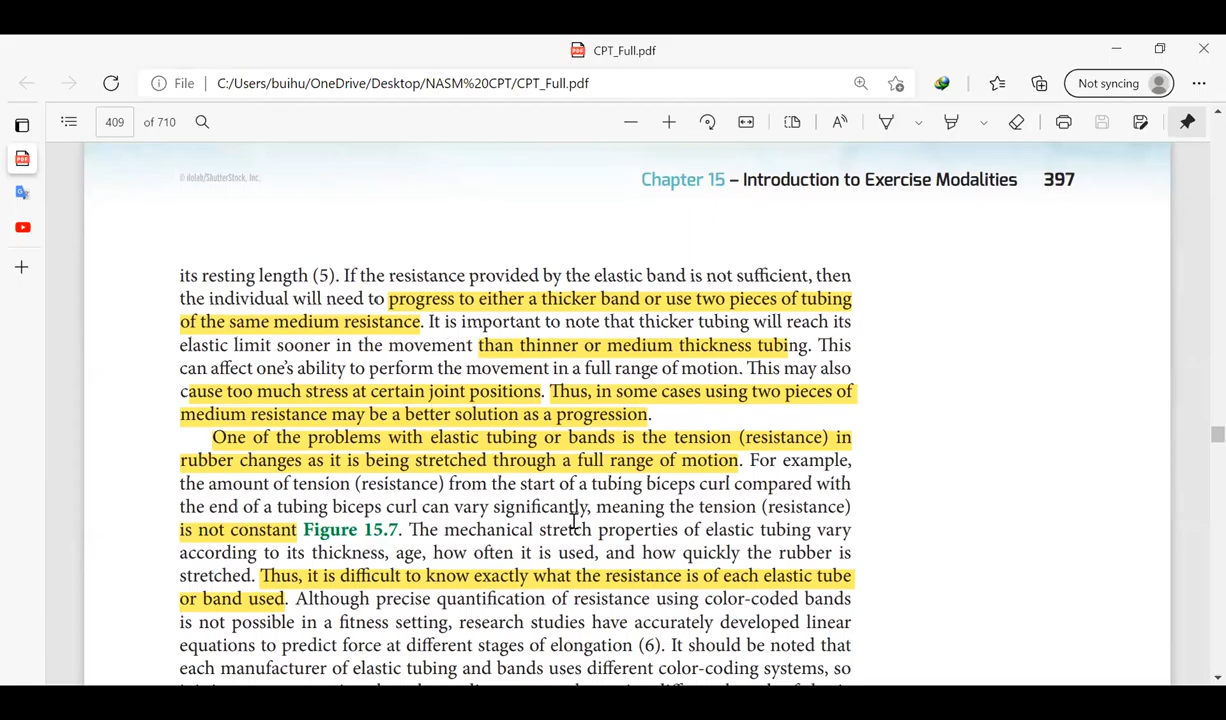 CPT_Full.pdf
File
C:/Users/buihu/OneDrive/Desktop/NASM%20CPT/CPT_Full.pdf
Not syncing
409 of 710
© ilolab/ShutterStock, Inc.
Chapter 15 – Introduction to Exercise Modalities 397
its resting length (5). If the resistance provided by the elastic band is not sufficient, then
the individual will need to progress to either a thicker band or use two pieces of tubing
of the same medium resistance. It is important to note that thicker tubing will reach its
elastic limit sooner in the movement than thinner or medium thickness tubing. This
can affect one's ability to perform the movement in a full range of motion. This may also
cause too much stress at certain joint positions. Thus, in some cases using two pieces of
medium resistance may be a better solution as a progression.
One of the problems with elastic tubing or bands is the tension (resistance) in
rubber changes as it is being stretched through a full range of motion. For example,
the amount of tension (resistance) from the start of a tubing biceps curl compared with
the end of a tubing biceps curl can vary significantly, meaning the tension (resistance)
is not constant Figure 15.7. The mechanical stretch properties of elastic tubing vary
according to its thickness, age, how often it is used, and how quickly the rubber is
stretched. Thus, it is difficult to know exactly what the resistance is of each elastic tube
or band used. Although precise quantification of resistance using color-coded bands
is not possible in a fitness setting, research studies have accurately developed linear
equations to predict force at different stages of elongation (6). It should be noted that
each manufacturer of elastic tubing and bands uses different color-coding systems, so